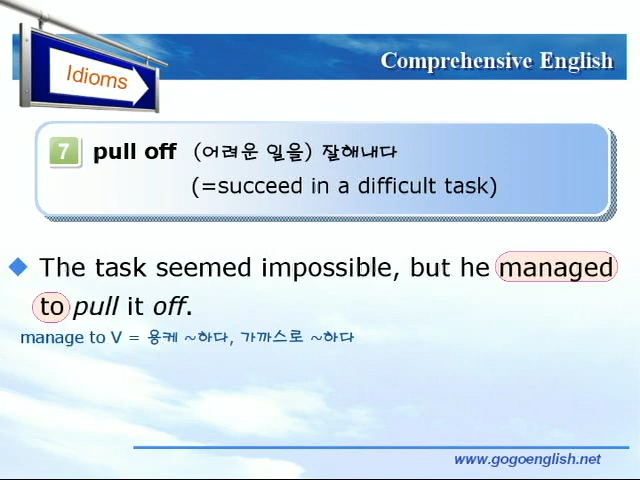 Idioms
Comprehensive English
7 pull off (어려운 일을) 잘해내다
(=succeed in a difficult task)
The task seemed impossible, but he managed
to pull it off.
manage to V = 용케 ~하다, 가까스로 ~하다
www.gogoenglish.net